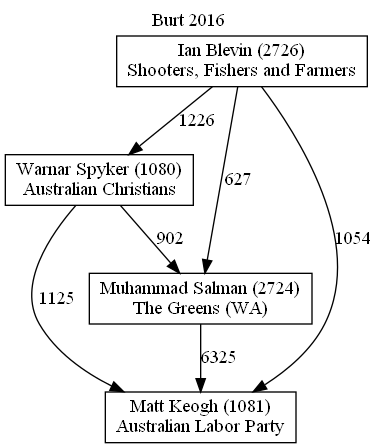 Burt 2016
Ian Blevin (2726)
Shooters, Fishers and Farmers
1226
Warnar Spyker (1080)
Australian Christians
627
902
1054
Muhammad Salman (2724)
The Greens (WA)
1125
6325
Matt Keogh (1081)
Australian Labor Party